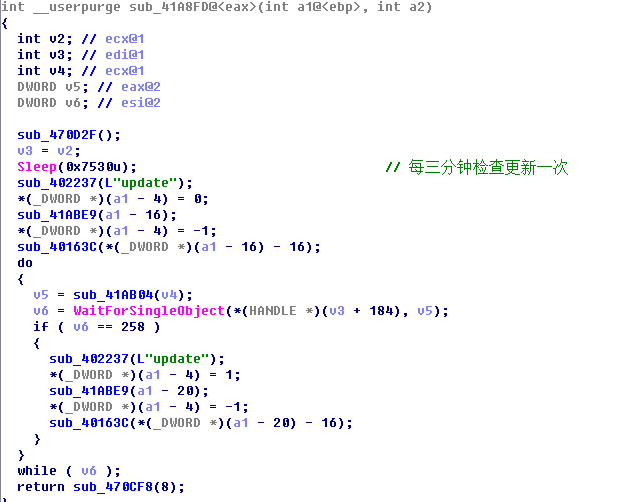 int __userpurge sub_41A8FD@<eax>(int a1@<ebp>, int a2)
{
int v2; // ecx@1
int v3; // edi@1
int v4; // ecx@1
DWORD v5; // eax@2
DWORD v6; // esi@2
sub_470D2F();
v3 = v2;
Sleep(0x7530u); // 每三分钟检查更新一次
sub_402237(L"update");
*(_DWORD *)(a1 - 4) = 0;
sub_41ABE9(a1 - 16);
*(_DWORD *)(a1 - 4) = -1;
sub_40163C(*(_DWORD *)(a1 - 16) - 16);
do
{
v5 = sub_41AB04(v4);
v6 = WaitForSingleObject(*(HANDLE *)(v3 + 184), v5);
if ( v6 == 258 )
{
sub_402237(L"update");
*(_DWORD *)(a1 - 4) = 1;
sub_41ABE9(a1 - 20);
*(_DWORD *)(a1 - 4) = -1;
sub_40163C(*(_DWORD *)(a1 - 20) - 16);
}
}
while ( v6 );
return sub_470CF8(8);